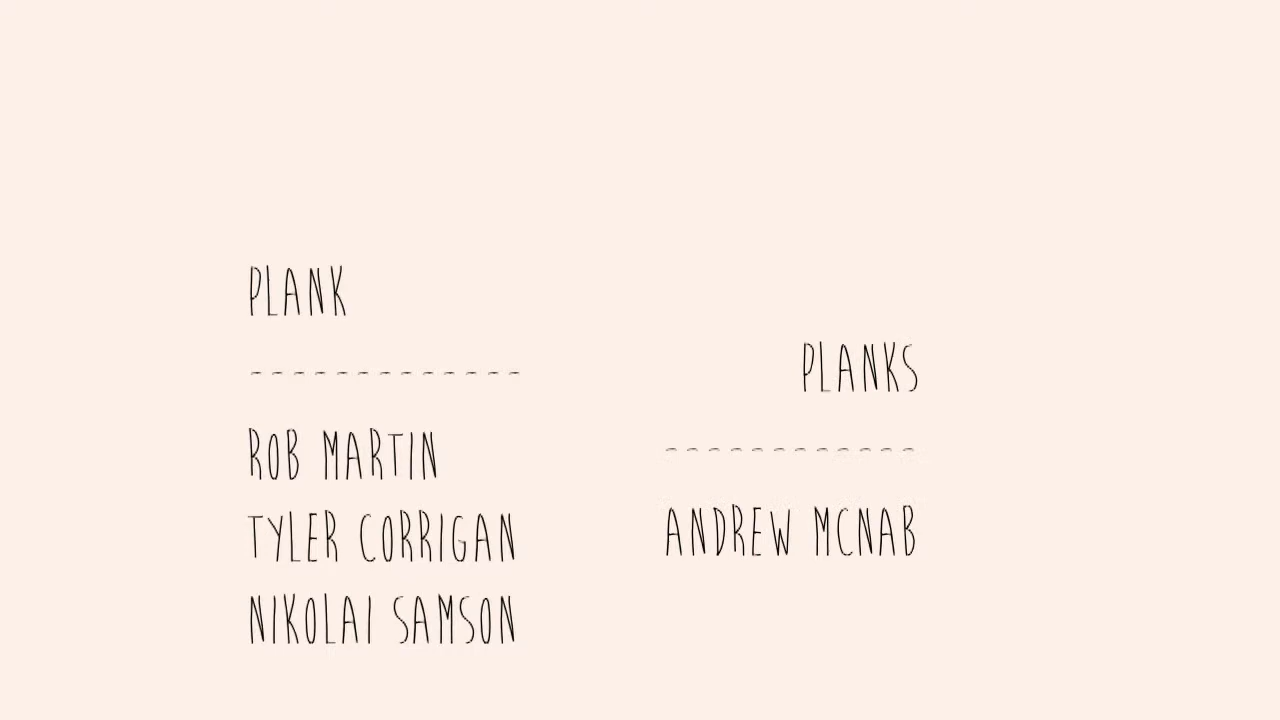 PLANK
-------------
ROB MARTIN
TYLER CORRIGAN
NIKOLAI SAMSON
PLANKS
------------
ANDREW MCNAB